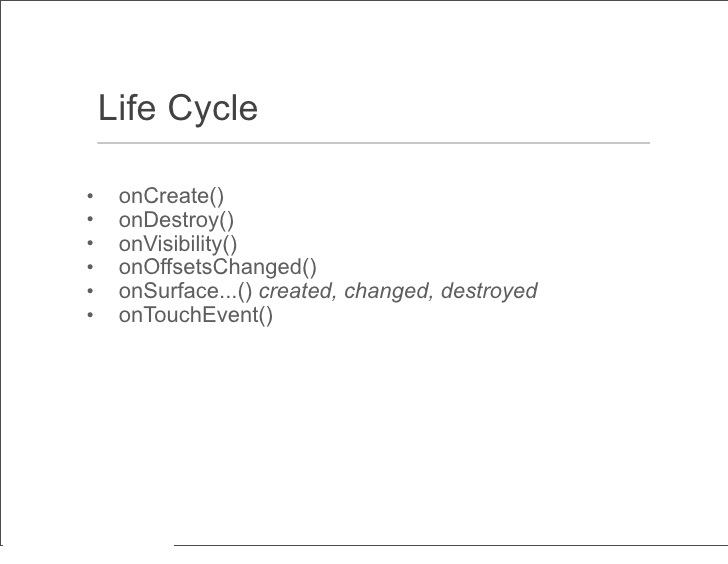 Life Cycle
• onCreate()
• onDestroy()
• onVisibility()
• onOffsetsChanged()
• onSurface...() created, changed, destroyed
• onTouchEvent()